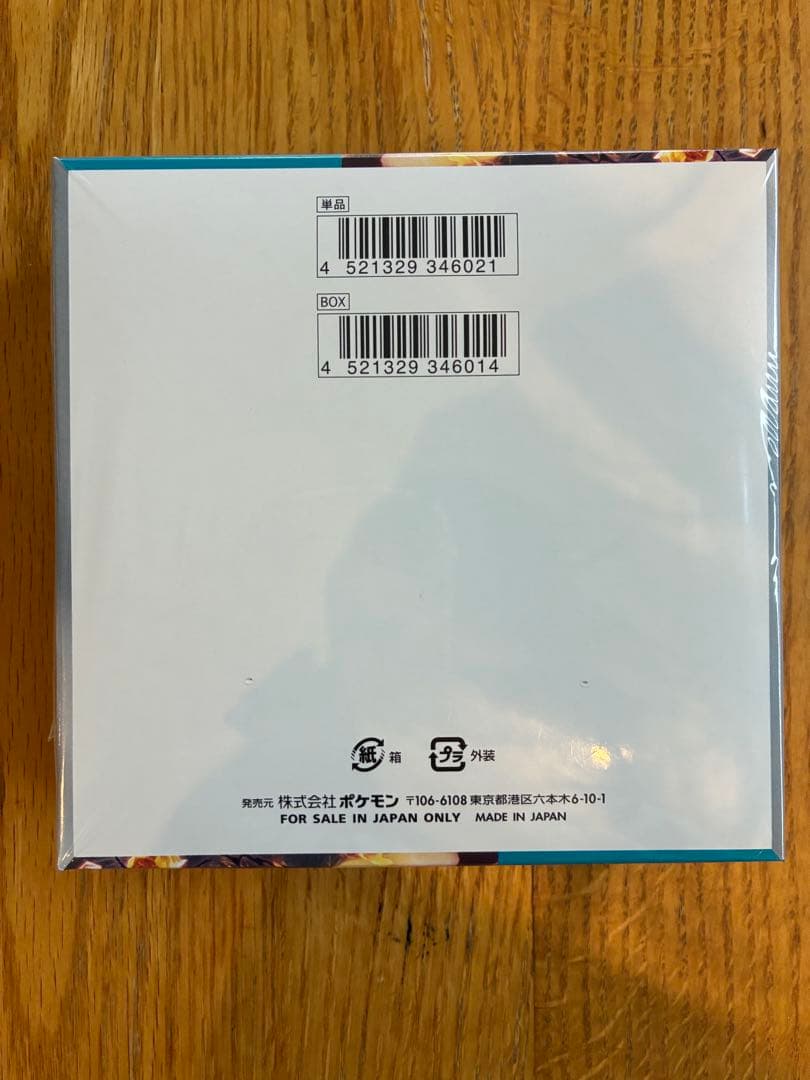 単品
4 521329 346021
BOX
4 521329 346014
紙 箱 プラ 外装
発売元 株式会社 ポケモン 〒106-6108 東京都港区六本木6-10-1
FOR SALE IN JAPAN ONLY MADE IN JAPAN